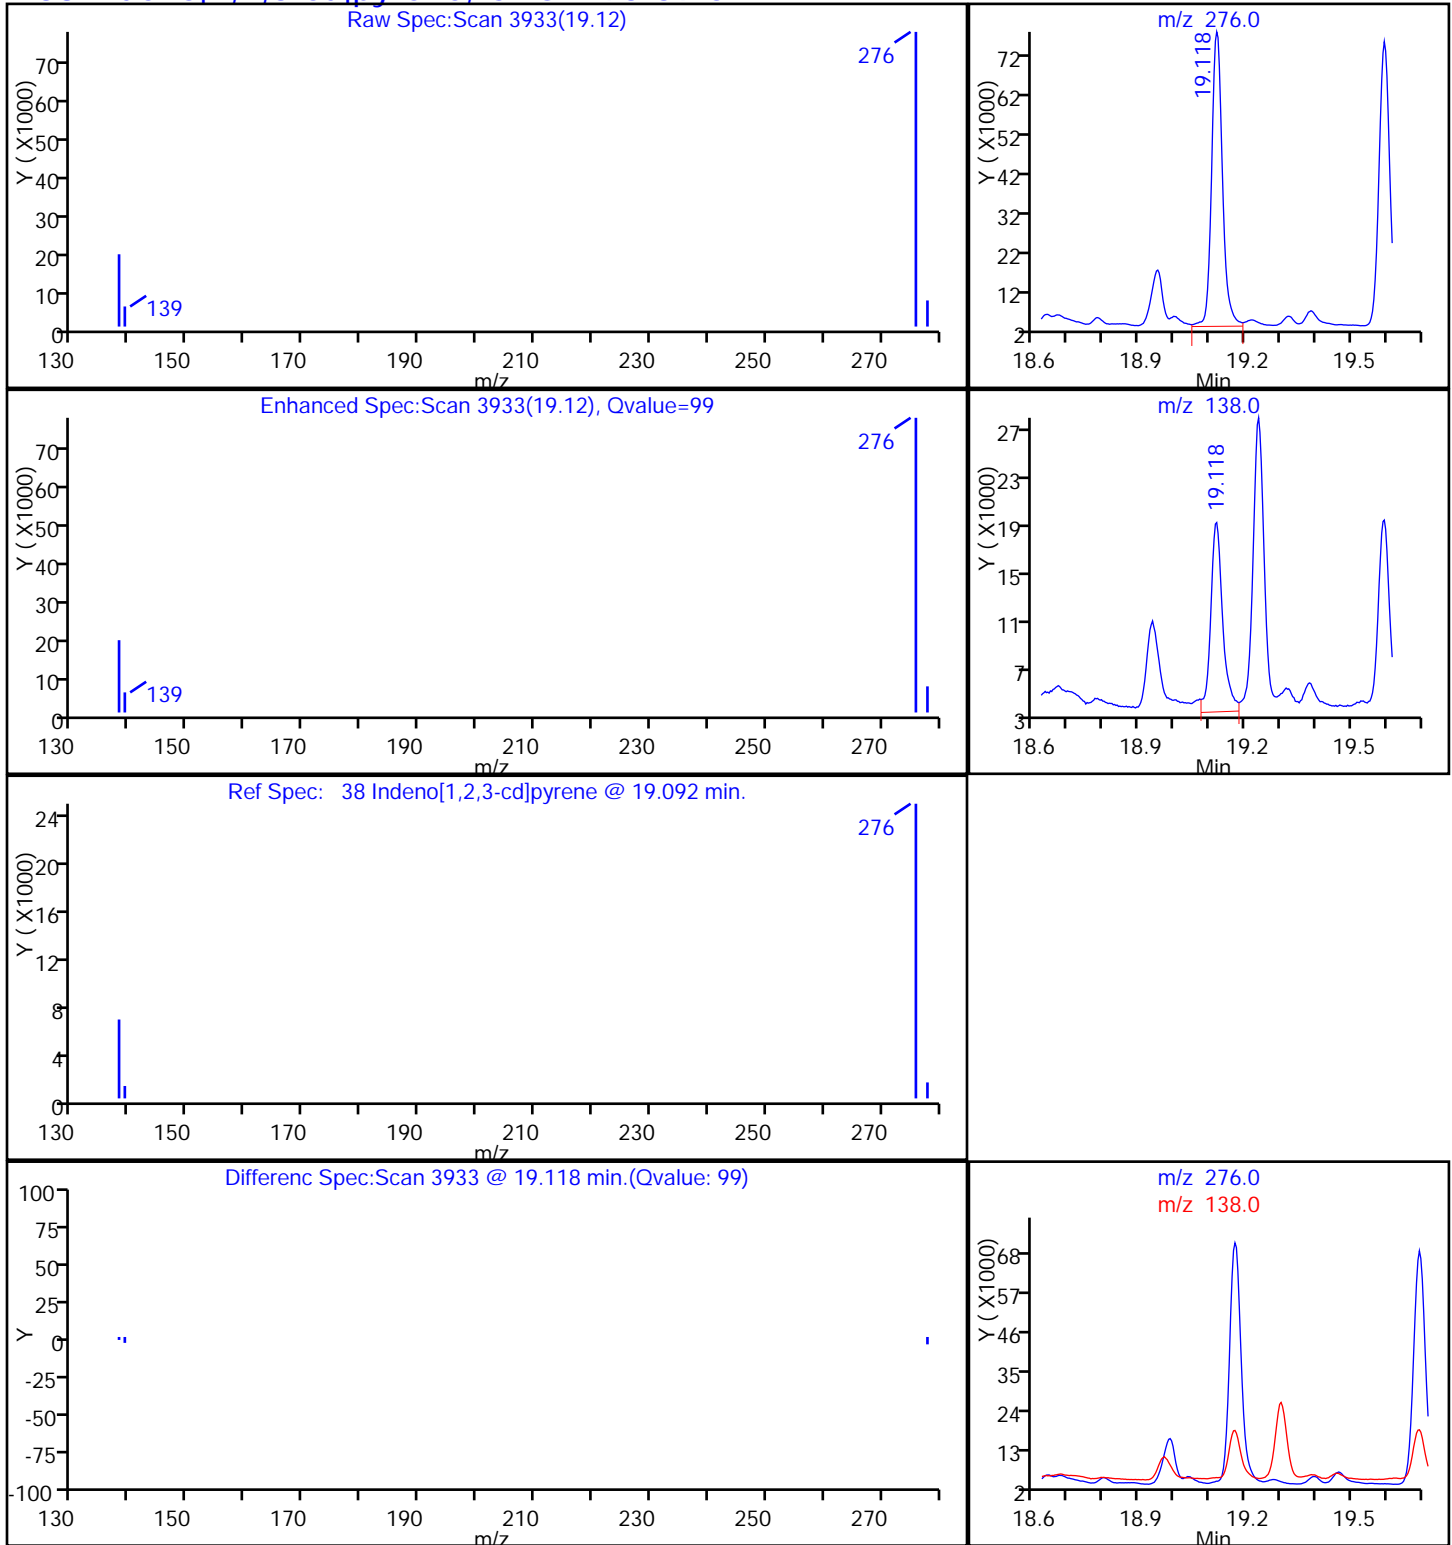 Raw Spec:Scan 3933(19.12)
276
139
70
60
50
40
30
20
10
0
Y ( X1000)
130 150 170 190 210 230 250 270
m/z
m/z 276.0
19.118
72
62
52
42
32
22
12
2
Y ( X1000)
18.6 18.9 19.2 19.5
Min
Enhanced Spec:Scan 3933(19.12), Qvalue=99
276
139
70
60
50
40
30
20
10
0
Y ( X1000)
130 150 170 190 210 230 250 270
m/z
m/z 138.0
19.118
27
23
19
15
11
7
3
Y ( X1000)
18.6 18.9 19.2 19.5
Min
Ref Spec: 38 Indeno[1,2,3-cd]pyrene @ 19.092 min.
276
24
20
16
12
8
4
0
Y ( X1000)
130 150 170 190 210 230 250 270
m/z
Differenc Spec:Scan 3933 @ 19.118 min.(Qvalue: 99)
100
75
50
25
0
-25
-50
-75
-100
Y
130 150 170 190 210 230 250 270
m/z
m/z 276.0
m/z 138.0
68
57
46
35
24
13
2
Y ( X1000)
18.6 18.9 19.2 19.5
Min